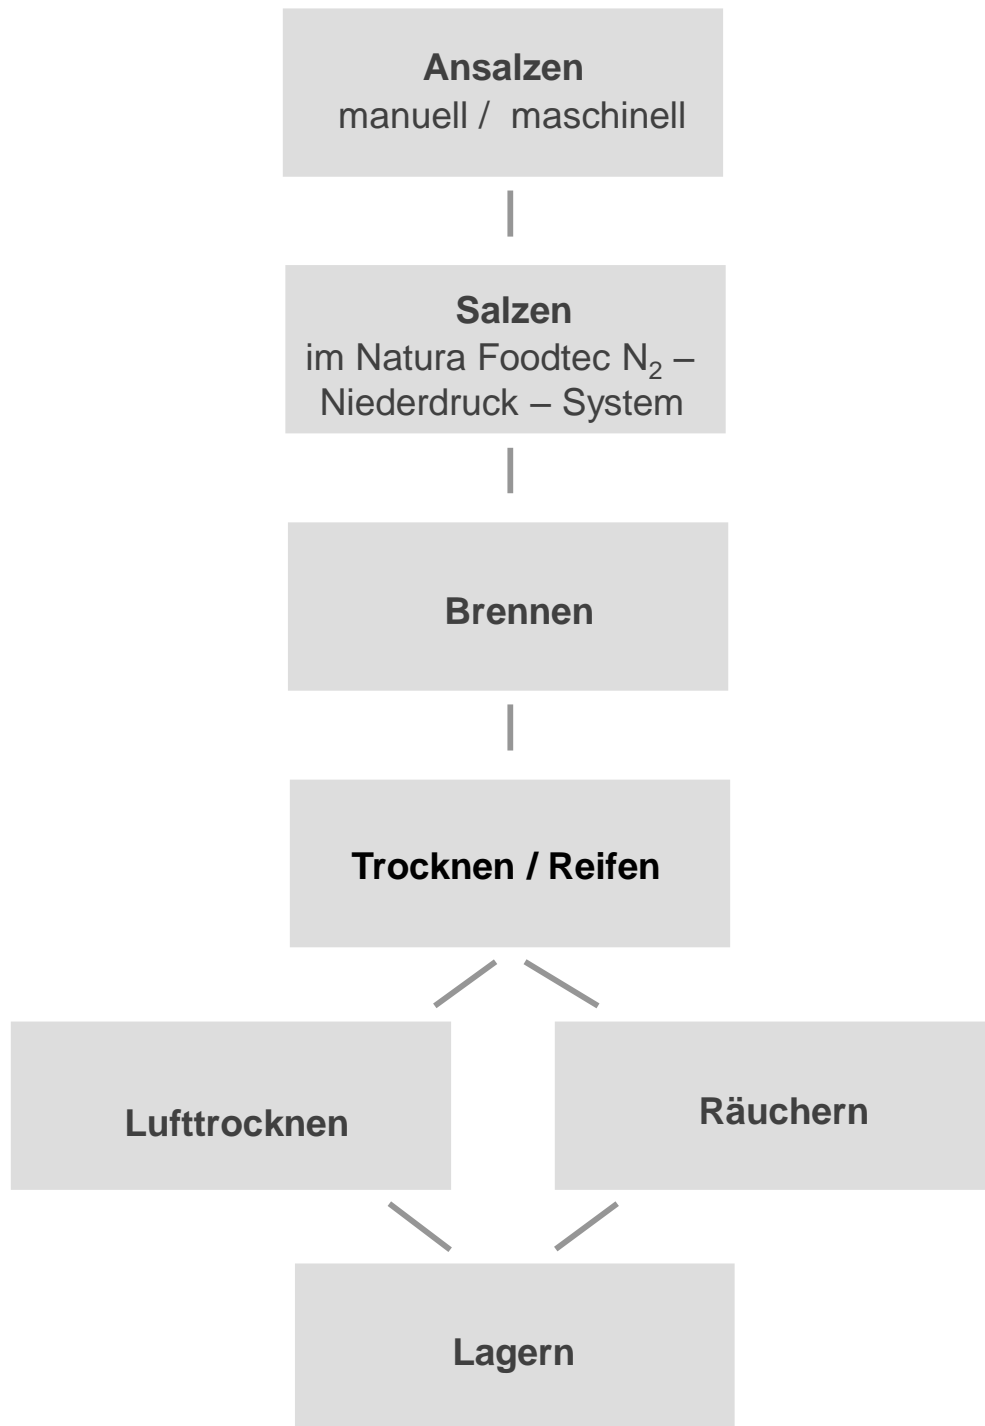 Ansalzen
manuell / maschinell
Salzen
im Natura Foodtec N₂ –
Niederdruck – System
Brennen
Trocknen / Reifen
Lufttrocknen
Räuchern
Lagern